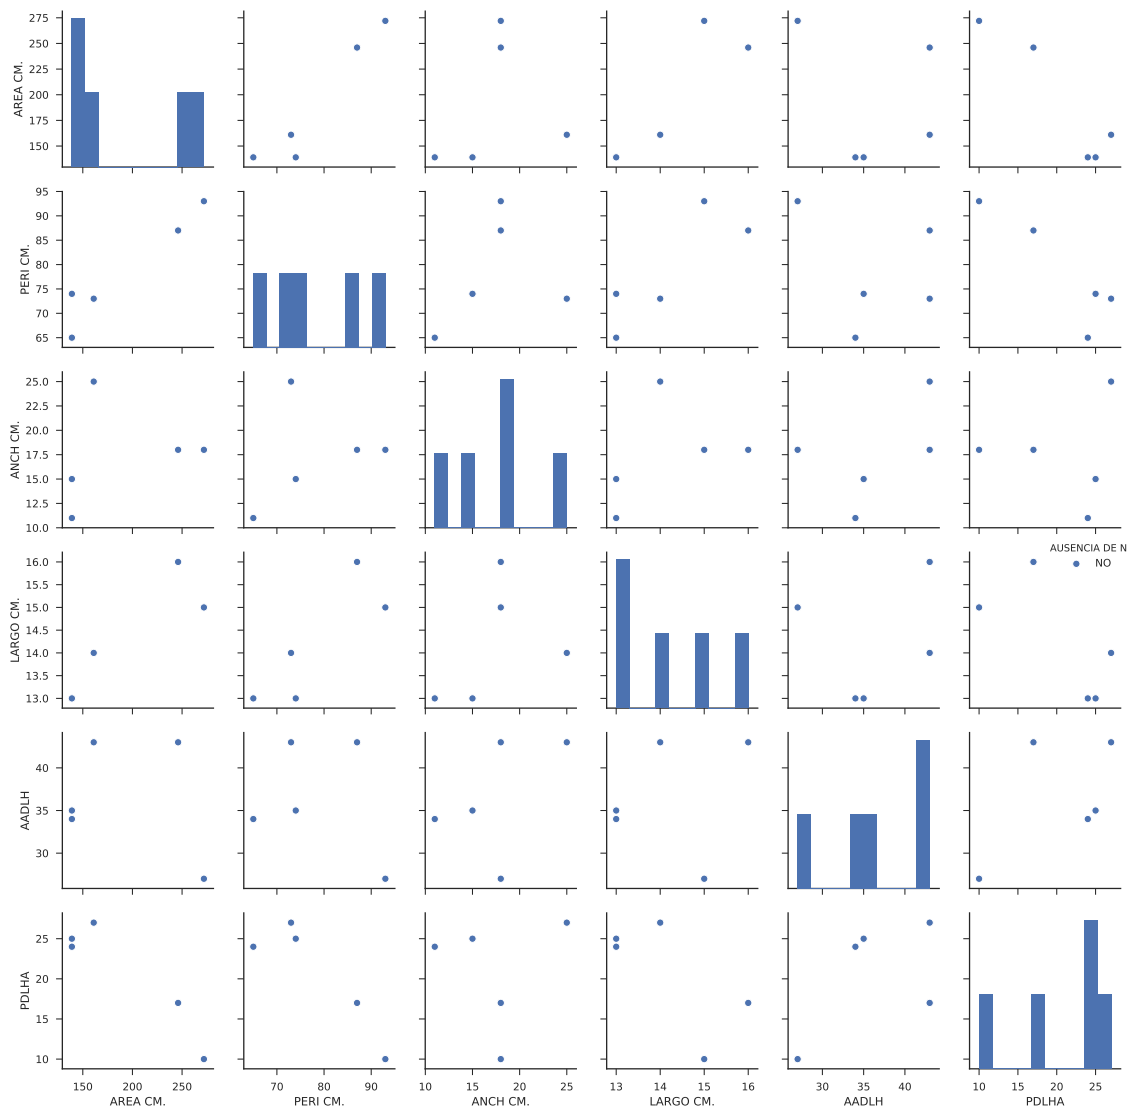 275
250
225
200
175
150
AREA CM.
95
90
85
80
75
70
65
PERI CM.
25.0
22.5
20.0
17.5
15.0
12.5
10.0
ANCH CM.
16.0
15.5
15.0
14.5
14.0
13.5
13.0
LARGO CM.
AUSENCIA DE N
NO
40
35
30
AADLH
25
20
15
10
PDLHA
150 200 250
70 80 90
10 15 20 25
13 14 15 16
30 35 40
10 15 20 25
AREA CM. PERI CM. ANCH CM. LARGO CM. AADLH PDLHA